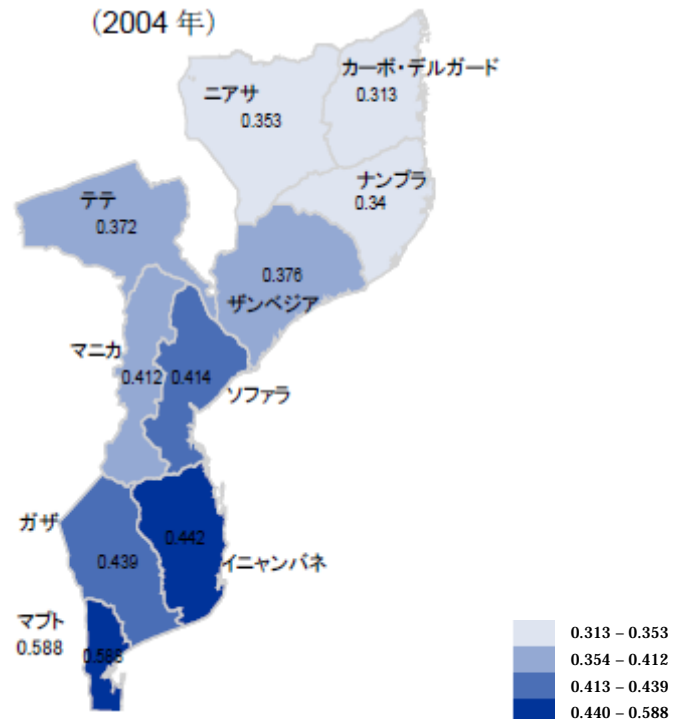 (2004 年)
カーボ・デルガード
0.313
ニアサ
0.353
ナンプラ
0.34
テテ
0.372
0.376
ザンベジア
マニカ
0.412
0.414
ソファラ
ガザ
0.439
0.442
イニャンバネ
マプト
0.588
0.588
0.313 – 0.353
0.354 – 0.412
0.413 – 0.439
0.440 – 0.588